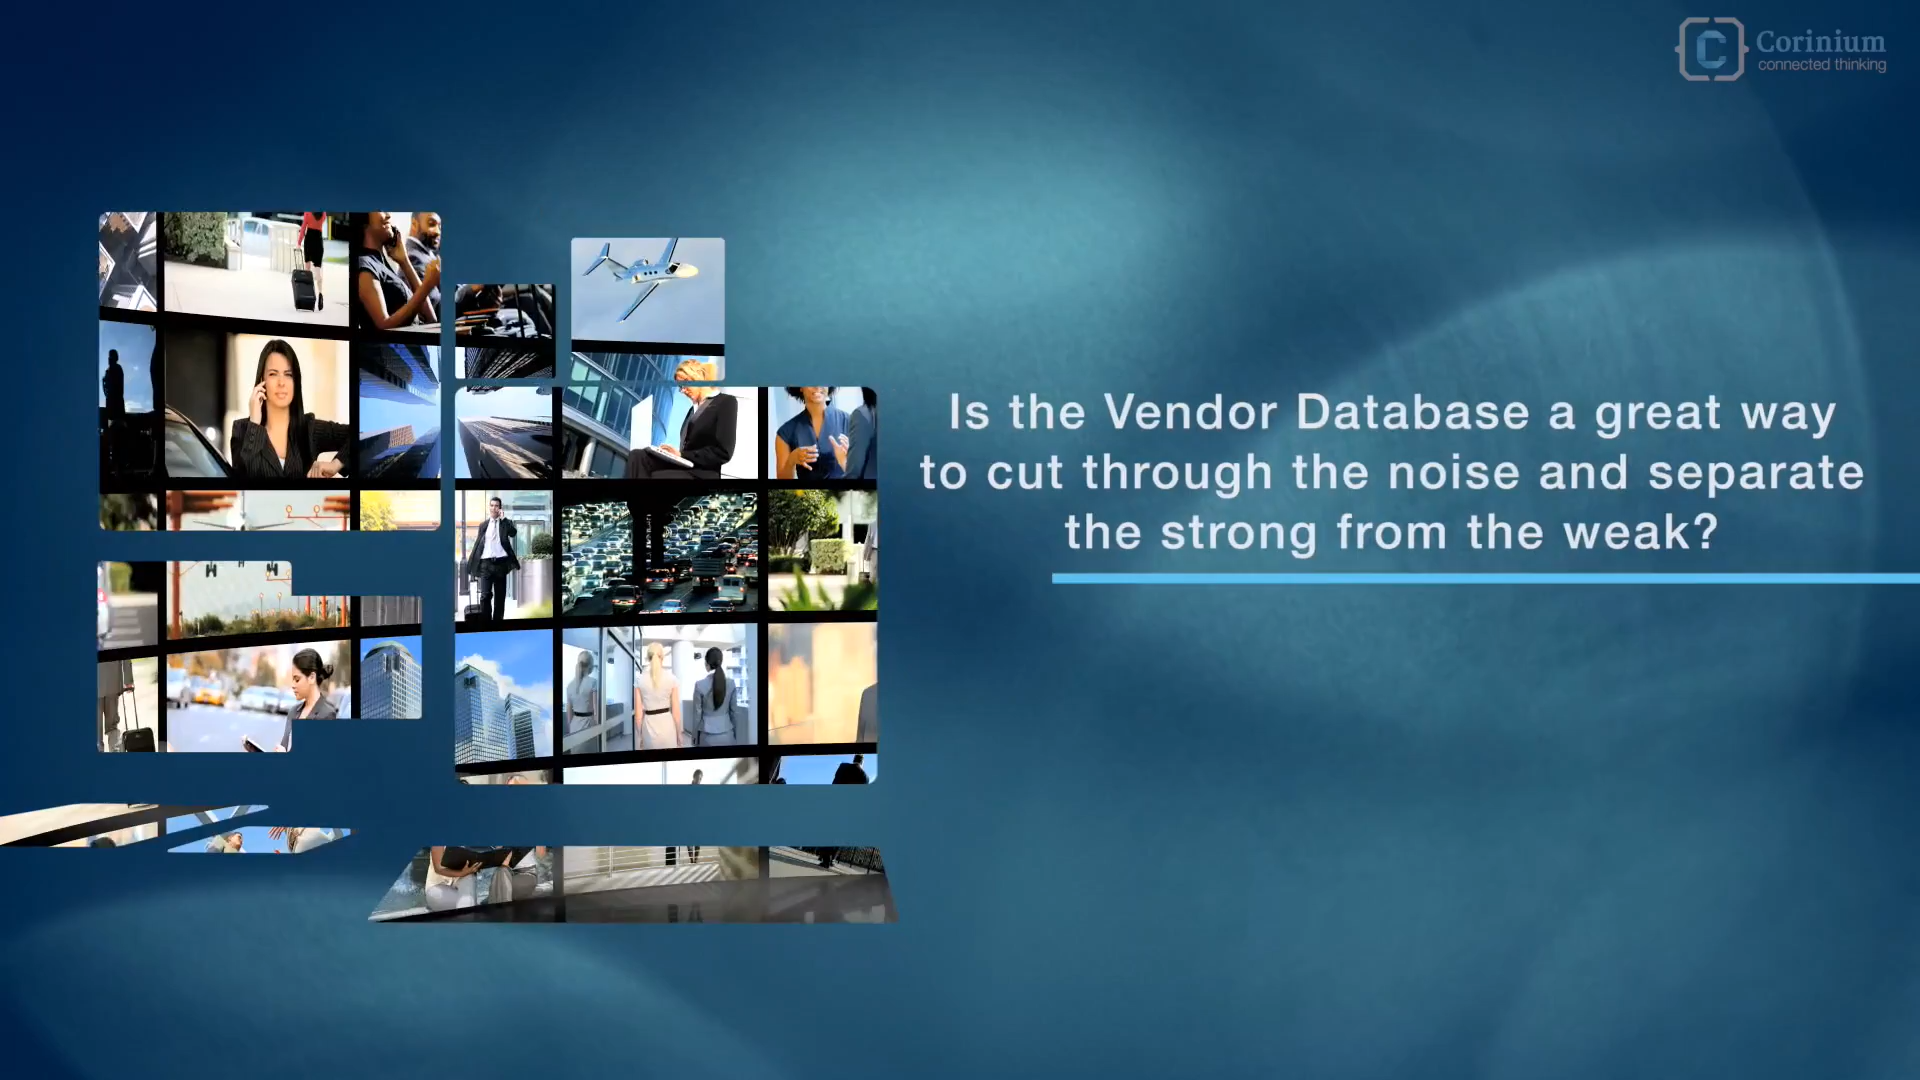 Corinium
connected thinking
Is the Vendor Database a great way
to cut through the noise and separate
the strong from the weak?